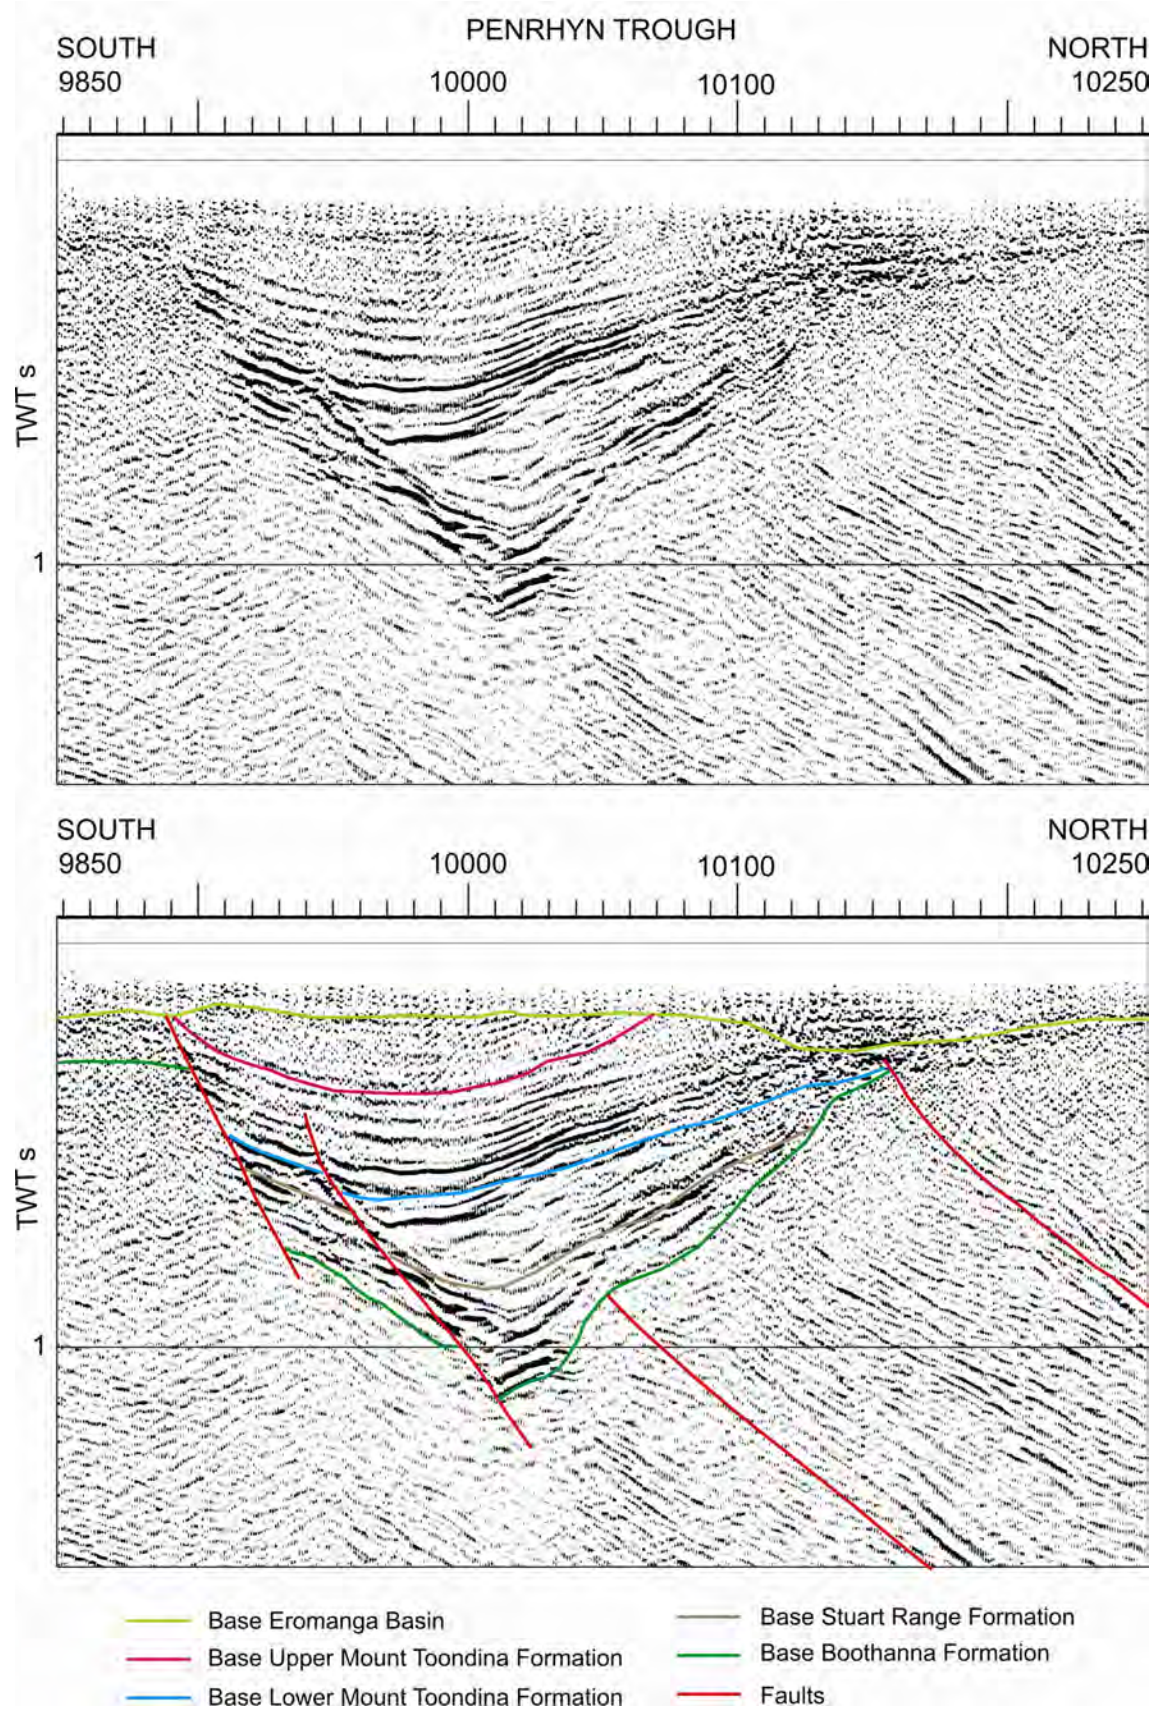 PENRHYN TROUGH
SOUTH NORTH
9850 10000 10100 10250
TWT s
1
SOUTH NORTH
9850 10000 10100 10250
TWT s
1
Base Eromanga Basin
Base Upper Mount Toondina Formation
Base Lower Mount Toondina Formation
Base Stuart Range Formation
Base Boothanna Formation
Faults